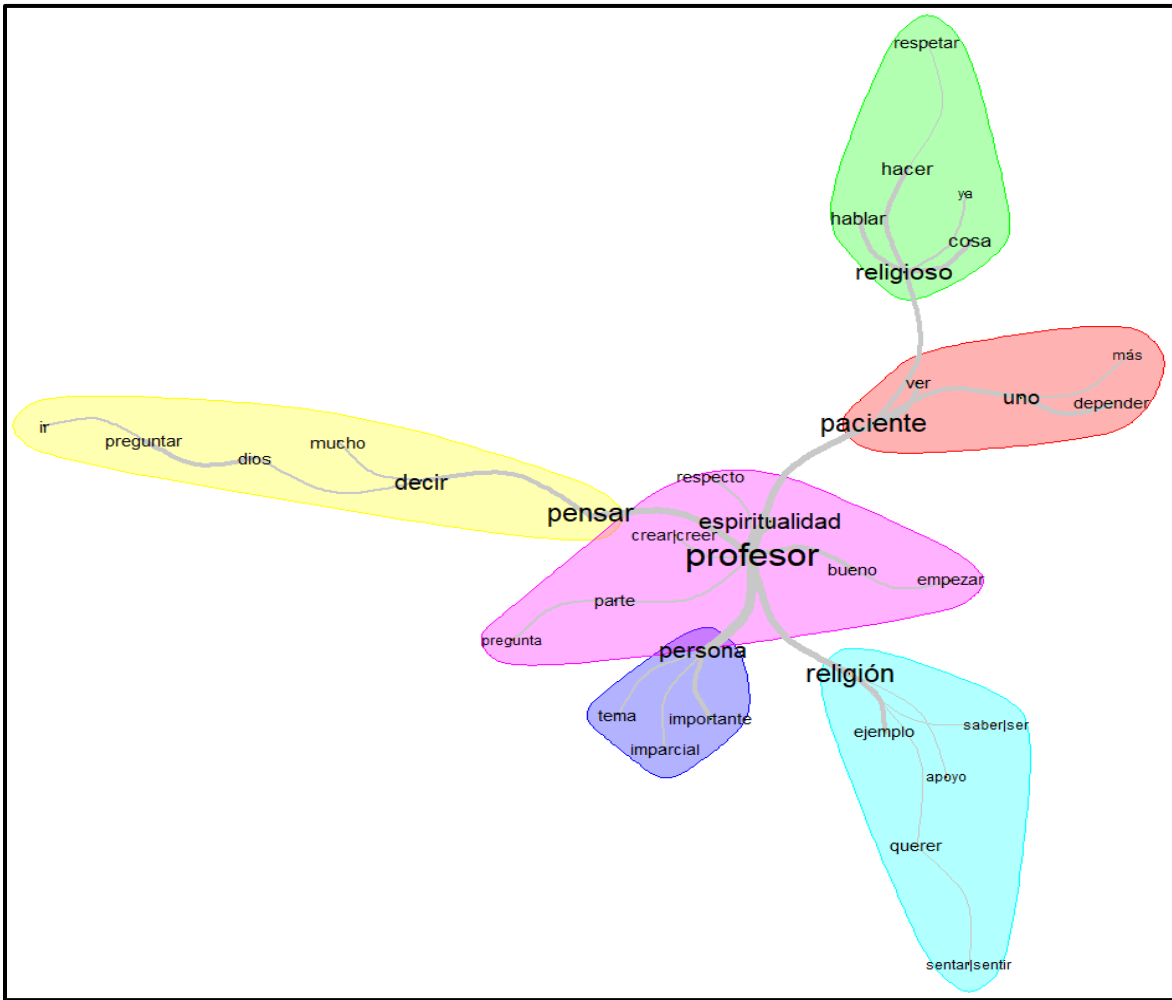 respetar
hacer
ya
hablar
cosa
religioso
más
ver
uno
depender
paciente
ir
preguntar
mucho
dios
decir
respecto
pensar
espiritualidad
crear|creer
profesor
bueno
empezar
parte
pregunta
persona
religión
tema
importante
imparcial
ejemplo
saber|ser
apoyo
querer
sentar|sentir